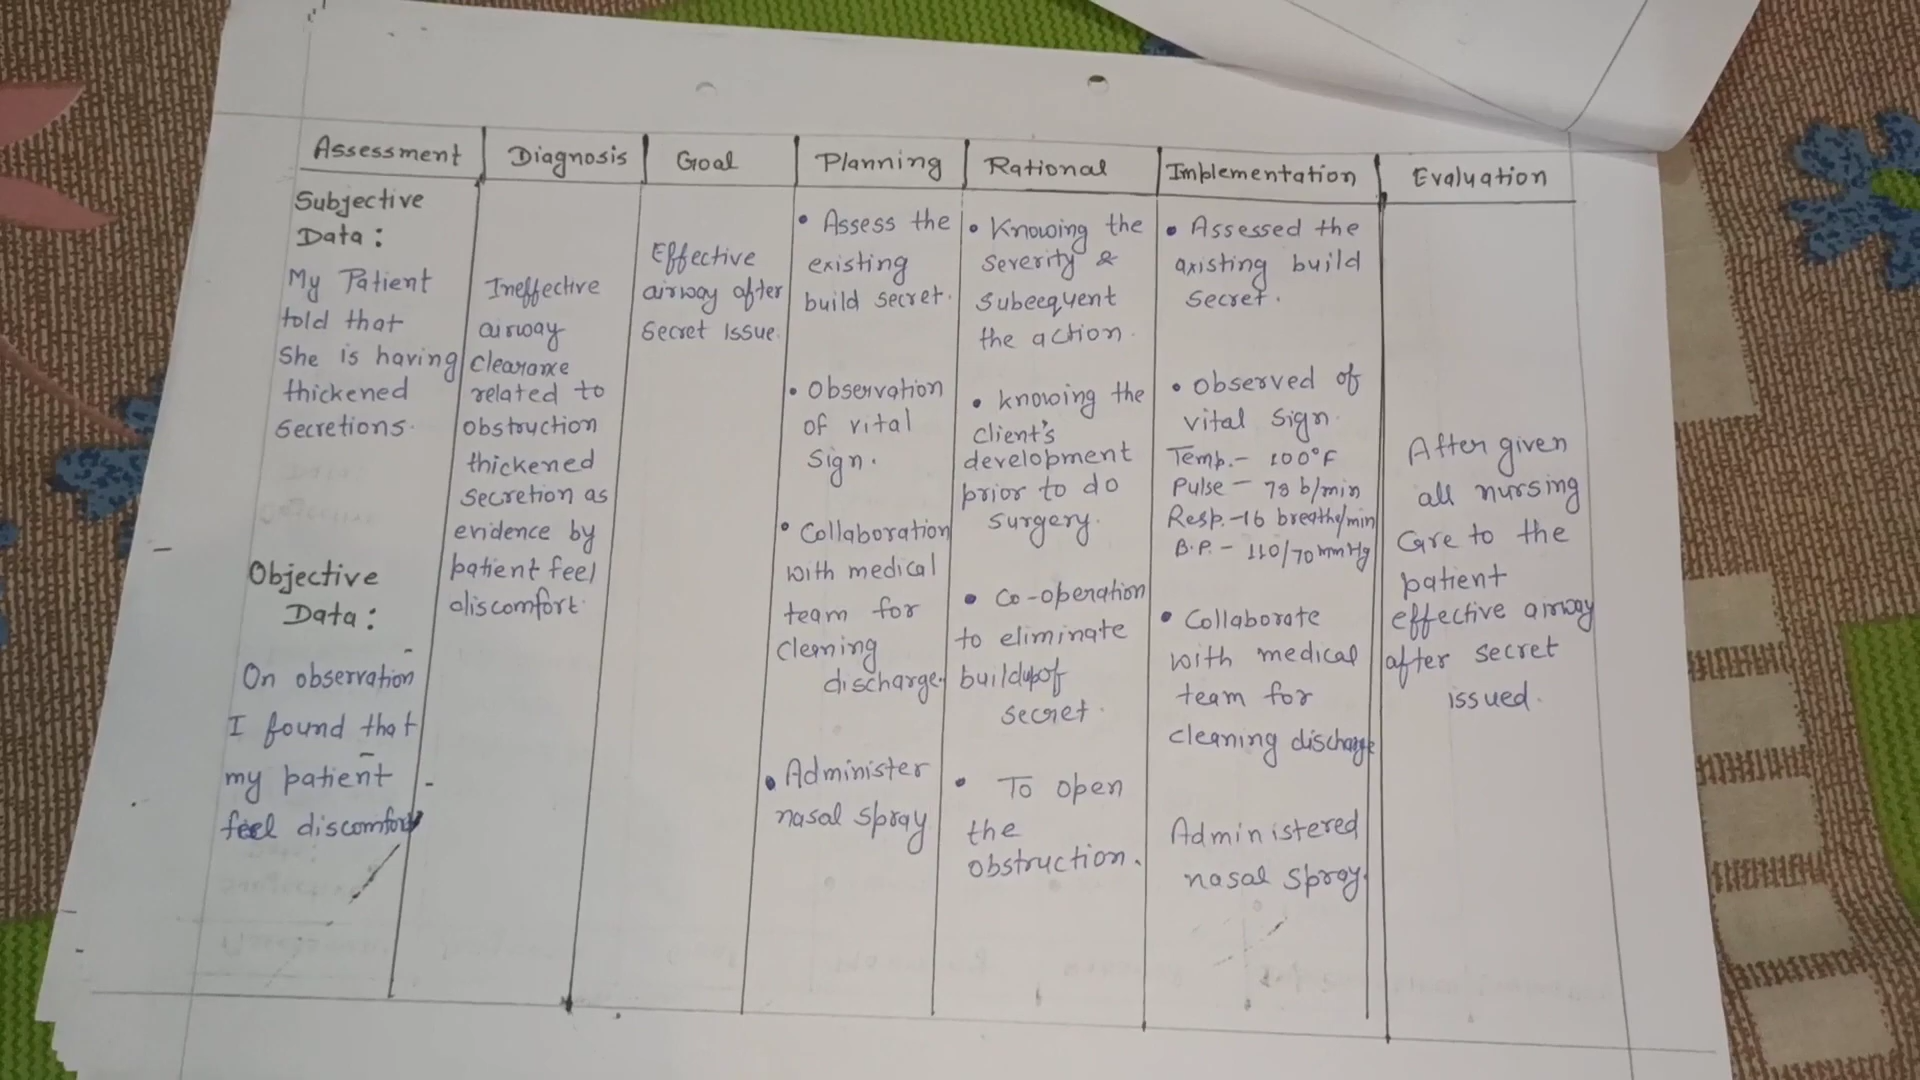 Assessment
Diagnosis
Goal
Planning
Rational
Implementation
Evaluation
Subjective
Data:
My Patient
told that
She is having
thickened
secretions.
Objective
Data:
On observation
I found that
my patient
feel discomfort
Ineffective
airway
clearance
related to
obstruction
thickened
secretion as
evidence by
patient feel
discomfort.
Effective
airway after
secret Issue.
• Assess the
existing
build secret.
• Observation
of vital
sign.
• Collaboration
with medical
team for
cleaning
discharge.
• Administer
nasal spray
• Knowing the
severity &
subeequent
the action.
• knowing the
client's
development
prior to do
surgery.
• Co-operation
to eliminate
buildup of
secret.
• To open
the
obstruction.
• Assessed the
axisting build
secret.
• Observed of
vital sign.
Temp.- 100°F
Pulse - 78 b/min
Resp.-16 breathe/min
B.P. - 110/70 mmHg
• Collaborate
with medical
team for
cleaning discharge
Administered
nasal spray.
After given
all nursing
care to the
patient
effective airway
after secret
issued.